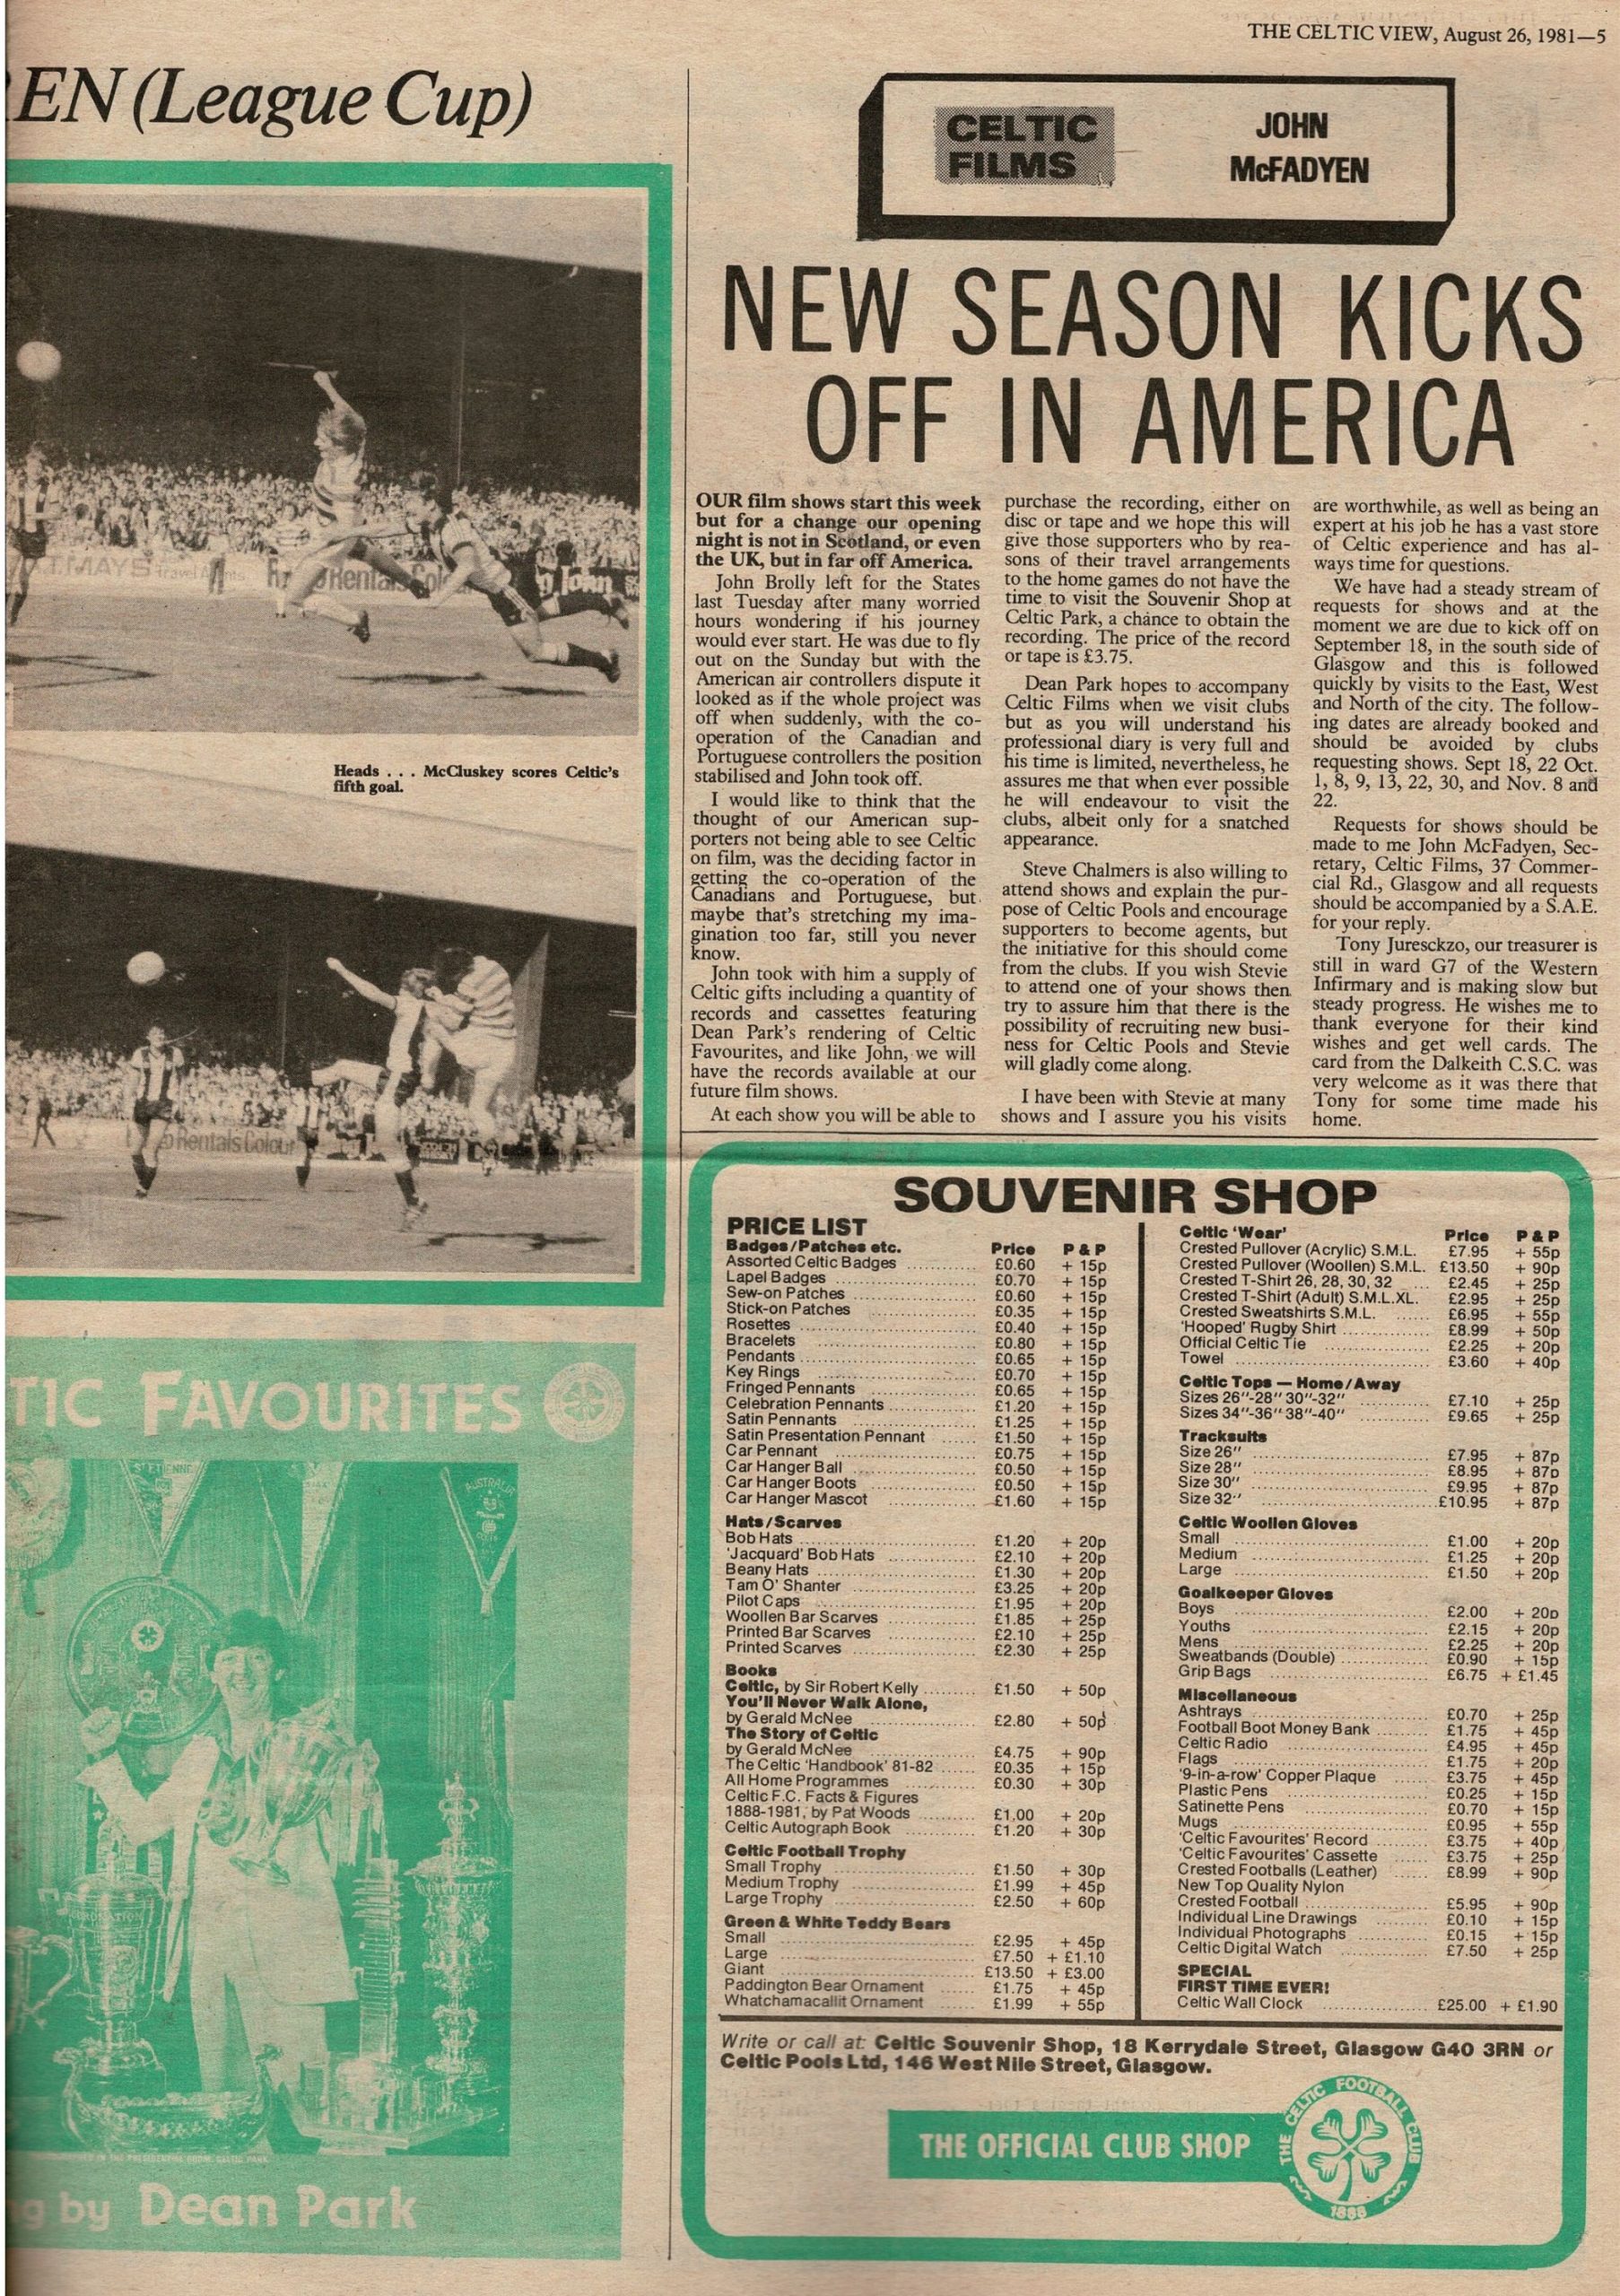 THE CELTIC VIEW, August 26, 1981—5
EN (League Cup)
Heads . . . McCluskey scores Celtic's
fifth goal.
TIC FAVOURITES
ST ETIENNE
AUSTRALIA
by Dean Park
CELTIC
FILMS
JOHN
McFADYEN
NEW SEASON KICKS
OFF IN AMERICA
OUR film shows start this week
but for a change our opening
night is not in Scotland, or even
the UK, but in far off America.
John Brolly left for the States
last Tuesday after many worried
hours wondering if his journey
would ever start. He was due to fly
out on the Sunday but with the
American air controllers dispute it
looked as if the whole project was
off when suddenly, with the co-
operation of the Canadian and
Portuguese controllers the position
stabilised and John took off.
I would like to think that the
thought of our American sup-
porters not being able to see Celtic
on film, was the deciding factor in
getting the co-operation of the
Canadians and Portuguese, but
maybe that's stretching my ima-
gination too far, still you never
know.
John took with him a supply of
Celtic gifts including a quantity of
records and cassettes featuring
Dean Park's rendering of Celtic
Favourites, and like John, we will
have the records available at our
future film shows.
At each show you will be able to
purchase the recording, either on
disc or tape and we hope this will
give those supporters who by rea-
sons of their travel arrangements
to the home games do not have the
time to visit the Souvenir Shop at
Celtic Park, a chance to obtain the
recording. The price of the record
or tape is £3.75.
Dean Park hopes to accompany
Celtic Films when we visit clubs
but as you will understand his
professional diary is very full and
his time is limited, nevertheless, he
assures me that when ever possible
he will endeavour to visit the
clubs, albeit only for a snatched
appearance.
Steve Chalmers is also willing to
attend shows and explain the pur-
pose of Celtic Pools and encourage
supporters to become agents, but
the initiative for this should come
from the clubs. If you wish Stevie
to attend one of your shows then
try to assure him that there is the
possibility of recruiting new busi-
ness for Celtic Pools and Stevie
will gladly come along.
I have been with Stevie at many
shows and I assure you his visits
are worthwhile, as well as being an
expert at his job he has a vast store
of Celtic experience and has al-
ways time for questions.
We have had a steady stream of
requests for shows and at the
moment we are due to kick off on
September 18, in the south side of
Glasgow and this is followed
quickly by visits to the East, West
and North of the city. The follow-
ing dates are already booked and
should be avoided by clubs
requesting shows. Sept 18, 22 Oct.
1, 8, 9, 13, 22, 30, and Nov. 8 and
22.
Requests for shows should be
made to me John McFadyen, Sec-
retary, Celtic Films, 37 Commer-
cial Rd., Glasgow and all requests
should be accompanied by a S.A.E.
for your reply.
Tony Juresckzo, our treasurer is
still in ward G7 of the Western
Infirmary and is making slow but
steady progress. He wishes me to
thank everyone for their kind
wishes and get well cards. The
card from the Dalkeith C.S.C. was
very welcome as it was there that
Tony for some time made his
home.
SOUVENIR SHOP
PRICE LIST
Badges/Patches etc. Price P & P
Assorted Celtic Badges £0.60 + 15p
Lapel Badges £0.70 + 15p
Sew-on Patches £0.60 + 15p
Stick-on Patches £0.35 + 15p
Rosettes £0.40 + 15p
Bracelets £0.80 + 15p
Pendants £0.65 + 15p
Key Rings £0.70 + 15p
Fringed Pennants £0.65 + 15p
Celebration Pennants £1.20 + 15p
Satin Pennants £1.25 + 15p
Satin Presentation Pennant £1.50 + 15p
Car Pennant £0.75 + 15p
Car Hanger Ball £0.50 + 15p
Car Hanger Boots £0.50 + 15p
Car Hanger Mascot £1.60 + 15p
Hats/Scarves
Bob Hats £1.20 + 20p
'Jacquard' Bob Hats £2.10 + 20p
Beany Hats £1.30 + 20p
Tam O' Shanter £3.25 + 20p
Pilot Caps £1.95 + 20p
Woollen Bar Scarves £1.85 + 25p
Printed Bar Scarves £2.10 + 25p
Printed Scarves £2.30 + 25p
Books
Celtic, by Sir Robert Kelly £1.50 + 50p
You'll Never Walk Alone,
by Gerald McNee £2.80 + 50p
The Story of Celtic
by Gerald McNee £4.75 + 90p
The Celtic 'Handbook' 81-82 £0.35 + 15p
All Home Programmes £0.30 + 30p
Celtic F.C. Facts & Figures
1888-1981, by Pat Woods £1.00 + 20p
Celtic Autograph Book £1.20 + 30p
Celtic Football Trophy
Small Trophy £1.50 + 30p
Medium Trophy £1.99 + 45p
Large Trophy £2.50 + 60p
Green & White Teddy Bears
Small £2.95 + 45p
Large £7.50 + £1.10
Giant £13.50 + £3.00
Paddington Bear Ornament £1.75 + 45p
Whatchamacallit Ornament £1.99 + 55p
Celtic 'Wear' Price P & P
Crested Pullover (Acrylic) S.M.L. £7.95 + 55p
Crested Pullover (Woollen) S.M.L. £13.50 + 90p
Crested T-Shirt 26, 28, 30, 32 £2.45 + 25p
Crested T-Shirt (Adult) S.M.L.XL. £2.95 + 25p
Crested Sweatshirts S.M.L. £6.95 + 55p
'Hooped' Rugby Shirt £8.99 + 50p
Official Celtic Tie £2.25 + 20p
Towel £3.60 + 40p
Celtic Tops — Home/Away
Sizes 26"-28" 30"-32" £7.10 + 25p
Sizes 34"-36" 38"-40" £9.65 + 25p
Tracksuits
Size 26" £7.95 + 87p
Size 28" £8.95 + 87p
Size 30" £9.95 + 87p
Size 32" £10.95 + 87p
Celtic Woollen Gloves
Small £1.00 + 20p
Medium £1.25 + 20p
Large £1.50 + 20p
Goalkeeper Gloves
Boys £2.00 + 20p
Youths £2.15 + 20p
Mens £2.25 + 20p
Sweatbands (Double) £0.90 + 15p
Grip Bags £6.75 + £1.45
Miscellaneous
Ashtrays £0.70 + 25p
Football Boot Money Bank £1.75 + 45p
Celtic Radio £4.95 + 45p
Flags £1.75 + 20p
'9-in-a-row' Copper Plaque £3.75 + 45p
Plastic Pens £0.25 + 15p
Satinette Pens £0.70 + 15p
Mugs £0.95 + 55p
'Celtic Favourites' Record £3.75 + 40p
'Celtic Favourites' Cassette £3.75 + 25p
Crested Footballs (Leather) £8.99 + 90p
New Top Quality Nylon
Crested Football £5.95 + 90p
Individual Line Drawings £0.10 + 15p
Individual Photographs £0.15 + 15p
Celtic Digital Watch £7.50 + 25p
SPECIAL
FIRST TIME EVER!
Celtic Wall Clock £25.00 + £1.90
Write or call at: Celtic Souvenir Shop, 18 Kerrydale Street, Glasgow G40 3RN or
Celtic Pools Ltd, 146 West Nile Street, Glasgow.
THE OFFICIAL CLUB SHOP
THE CELTIC FOOTBALL CLUB
1888